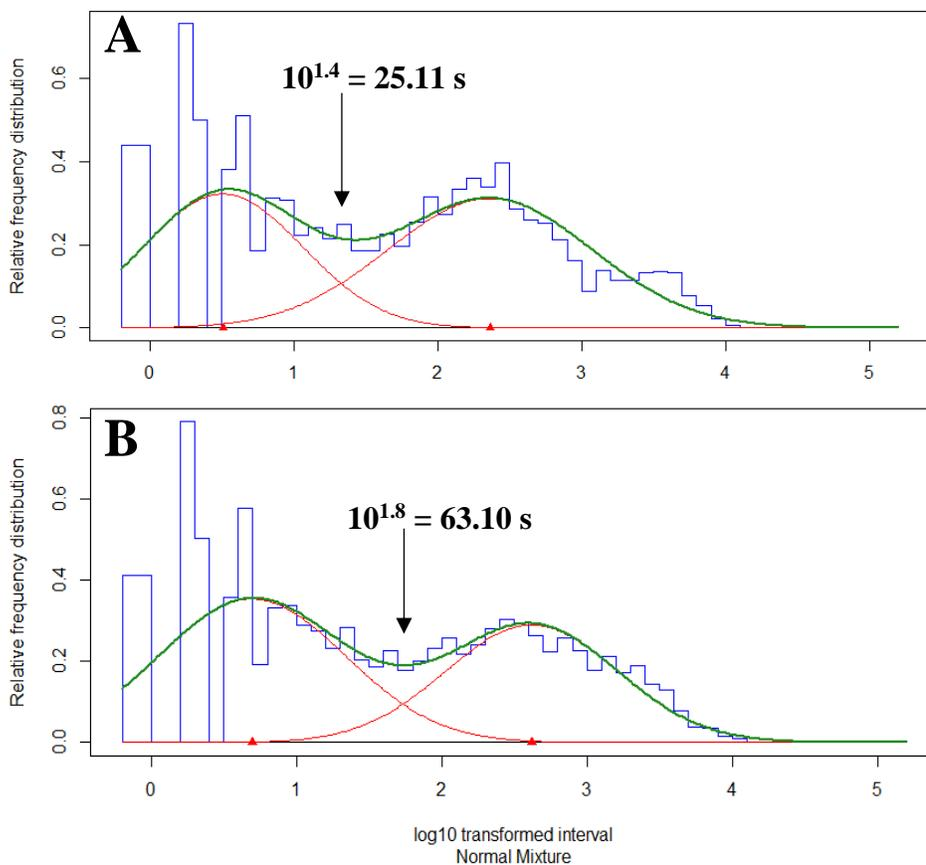 A
10^1.4 = 25.11 s
Relative frequency distribution
0.6
0.4
0.2
0.0
0 1 2 3 4 5
B
10^1.8 = 63.10 s
Relative frequency distribution
0.8
0.6
0.4
0.2
0.0
0 1 2 3 4 5
log10 transformed interval
Normal Mixture